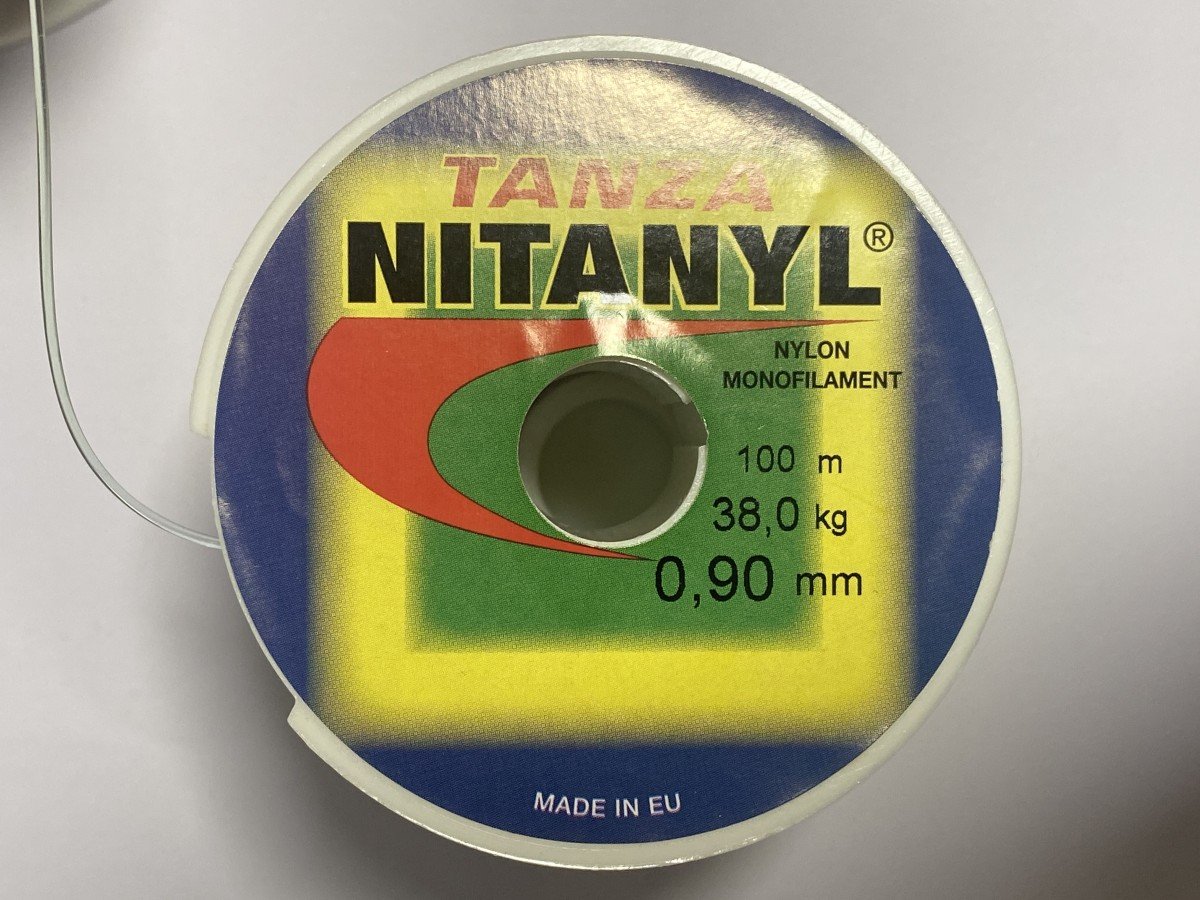 TANZA
NITANYL®
NYLON
MONOFILAMENT
100 m
38,0 kg
0,90 mm
MADE IN EU